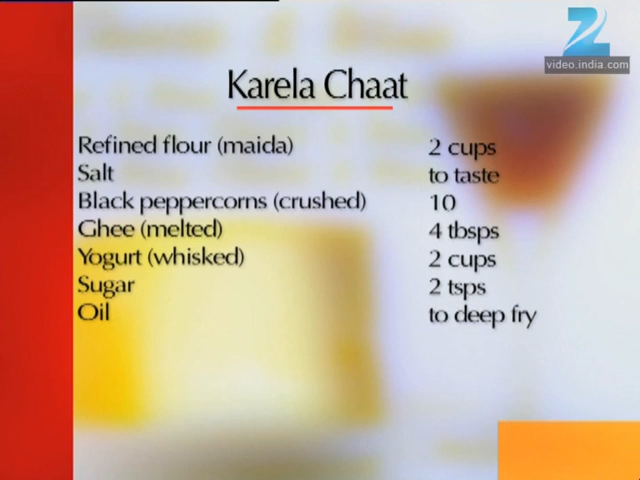 Z
video.india.com
Karela Chaat
Refined flour (maida) 2 cups
Salt to taste
Black peppercorns (crushed) 10
Ghee (melted) 4 tbsps
Yogurt (whisked) 2 cups
Sugar 2 tsps
Oil to deep fry